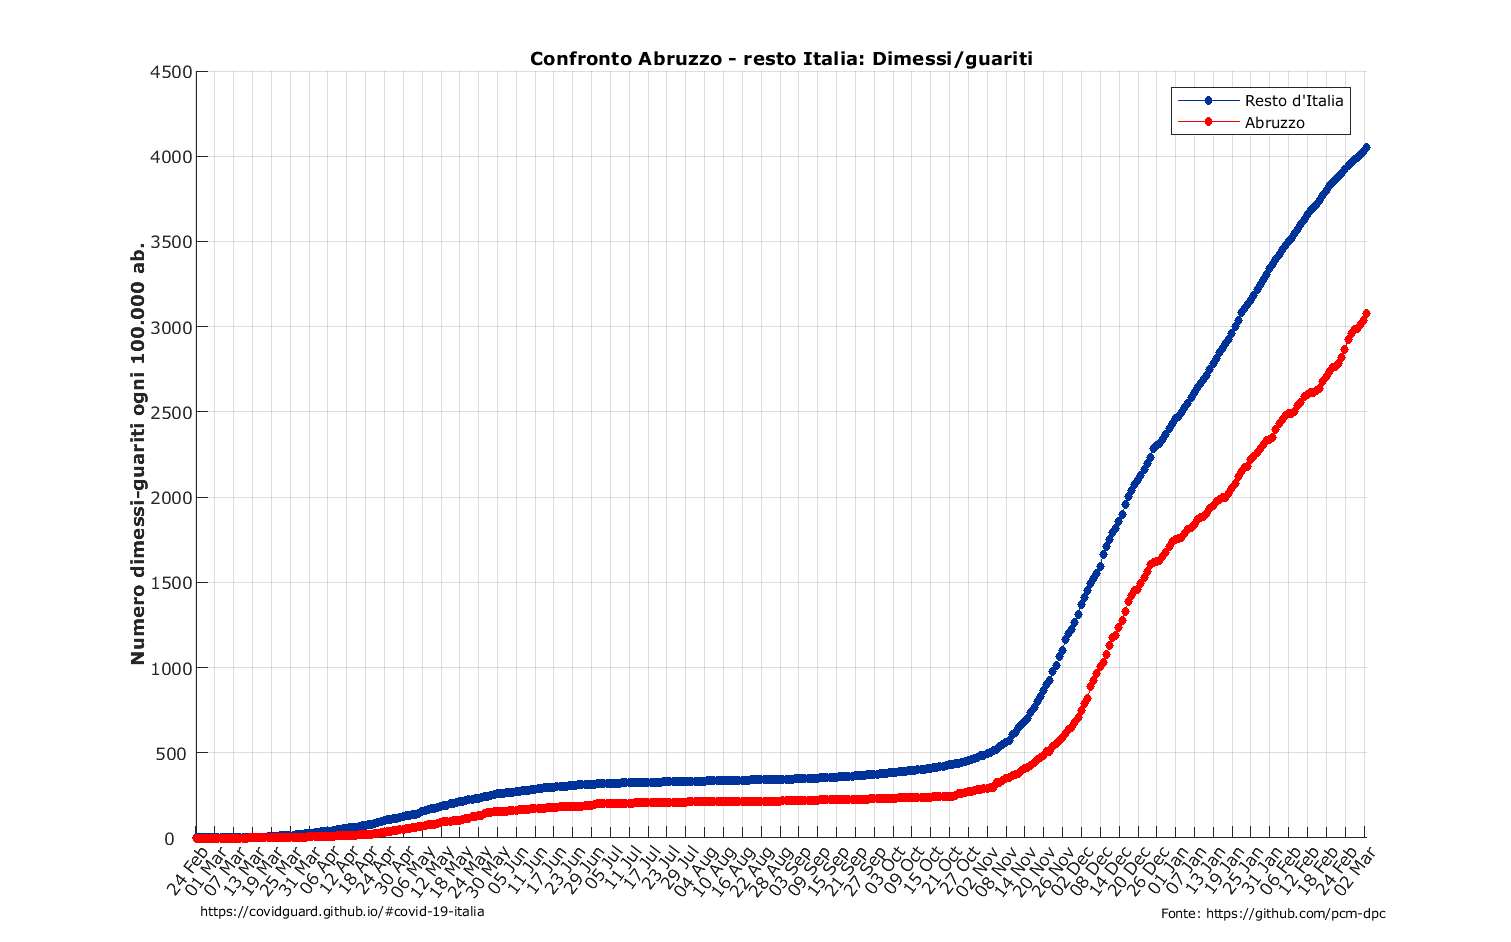 Confronto Abruzzo - resto Italia: Dimessi/guariti
Resto d'Italia
Abruzzo
Numero dimessi-guariti ogni 100.000 ab.
4500
4000
3500
3000
2500
2000
1500
1000
500
0
24 Feb
01 Mar
07 Mar
13 Mar
19 Mar
25 Mar
31 Mar
06 Apr
12 Apr
18 Apr
24 Apr
30 Apr
06 May
12 May
18 May
24 May
30 May
05 Jun
11 Jun
17 Jun
23 Jun
29 Jun
05 Jul
11 Jul
17 Jul
23 Jul
29 Jul
04 Aug
10 Aug
16 Aug
22 Aug
28 Aug
03 Sep
09 Sep
15 Sep
21 Sep
27 Sep
03 Oct
09 Oct
15 Oct
21 Oct
27 Oct
02 Nov
08 Nov
14 Nov
20 Nov
26 Nov
02 Dec
08 Dec
14 Dec
20 Dec
26 Dec
01 Jan
07 Jan
13 Jan
19 Jan
25 Jan
31 Jan
06 Feb
12 Feb
18 Feb
24 Feb
02 Mar
https://covidguard.github.io/#covid-19-italia
Fonte: https://github.com/pcm-dpc